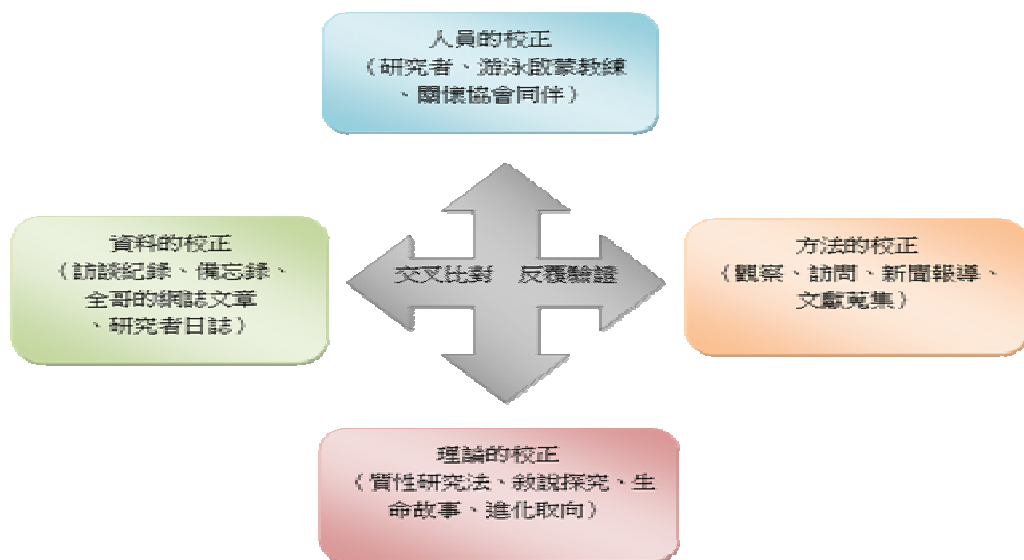 人員的校正
（研究者、游泳啟蒙教練
、關懷協會同伴）
資料的校正
（訪談紀錄、備忘錄、
全哥的網誌文章
、研究者日誌）
交叉比對 反覆驗證
方法的校正
（觀察、訪問、新聞報導、
文獻蒐集）
理論的校正
（質性研究法、敘說探究、生
命故事、進化取向）